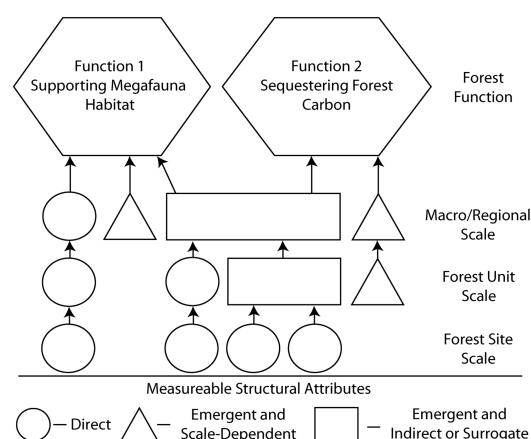 Function 1
Supporting Megafauna
Habitat
Function 2
Sequestering Forest
Carbon
Forest
Function
Macro/Regional
Scale
Forest Unit
Scale
Forest Site
Scale
Measureable Structural Attributes
Direct
Emergent and
Scale-Dependent
Emergent and
Indirect or Surrogate